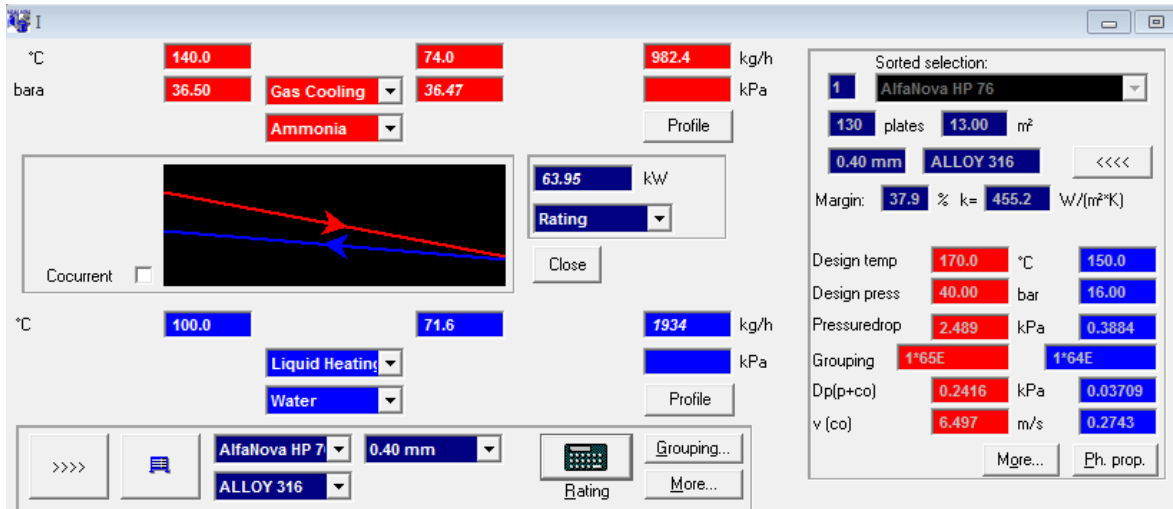 I
°C 140.0 74.0 982.4 kg/h
bara 36.50 Gas Cooling 36.47 kPa
Ammonia Profile
63.95 kW
Rating
Cocurrent Close
°C 100.0 71.6 1934 kg/h
Liquid Heating kPa
Water Profile
>>>> AlfaNova HP 7 0.40 mm Grouping...
ALLOY 316 Rating More...
Sorted selection:
1 AlfaNova HP 76
130 plates 13.00 m²
0.40 mm ALLOY 316 <<<<
Margin: 37.9 % k= 455.2 W/(m²*K)
Design temp 170.0 °C 150.0
Design press 40.00 bar 16.00
Pressuredrop 2.489 kPa 0.3884
Grouping 1*65E 1*64E
Dp(p+co) 0.2416 kPa 0.03709
v (co) 6.497 m/s 0.2743
More... Ph. prop.